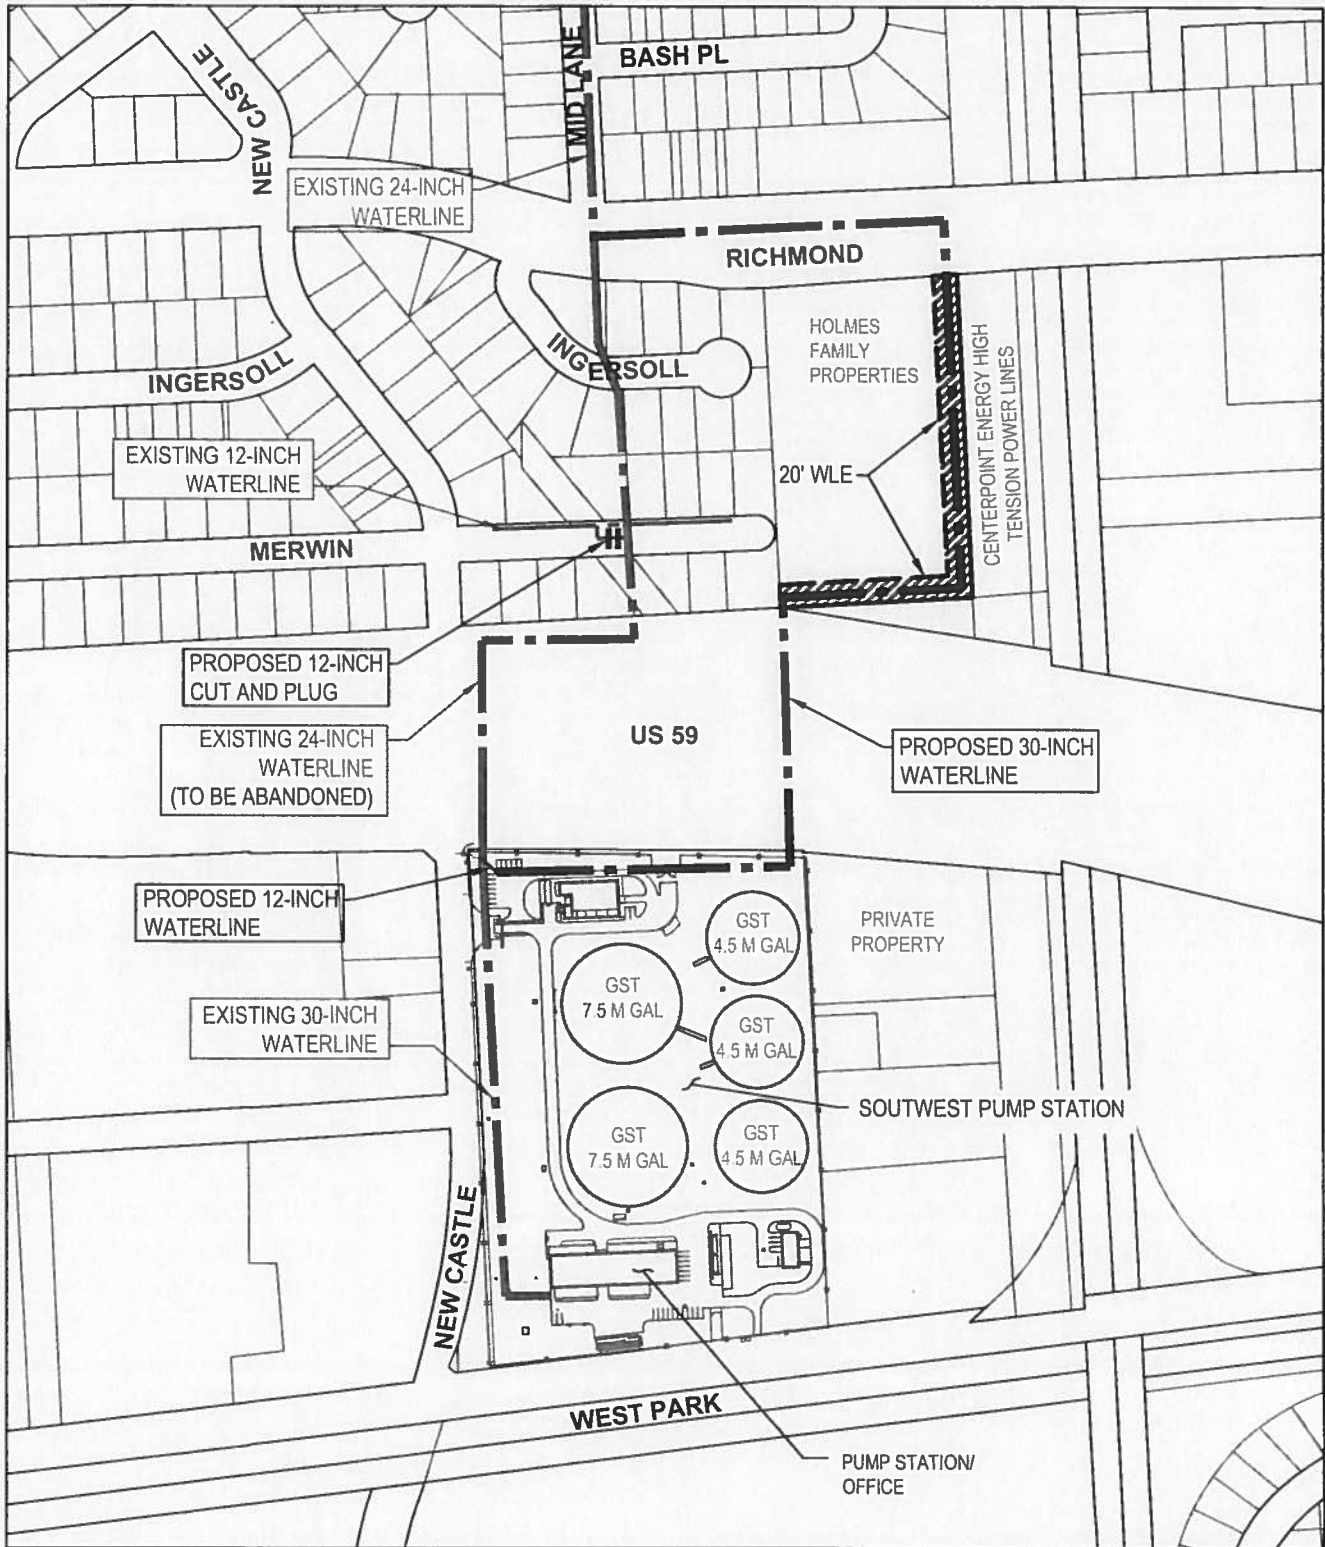 BASH PL
MID LANE
NEW CASTLE
NEW CASTLE
EXISTING 24-INCH
WATERLINE
RICHMOND
HOLMES
FAMILY
PROPERTIES
CENTERPOINT ENERGY HIGH
TENSION POWER LINES
INGERSOLL
INGERSOLL
EXISTING 12-INCH
WATERLINE
20' WLE
MERWIN
PROPOSED 12-INCH
CUT AND PLUG
EXISTING 24-INCH
WATERLINE
(TO BE ABANDONED)
US 59
PROPOSED 30-INCH
WATERLINE
PROPOSED 12-INCH
WATERLINE
GST
4.5 M GAL
PRIVATE
PROPERTY
GST
7.5 M GAL
EXISTING 30-INCH
WATERLINE
GST
4.5 M GAL
SOUTWEST PUMP STATION
GST
7.5 M GAL
GST
4.5 M GAL
NEW CASTLE
WEST PARK
PUMP STATION/
OFFICE